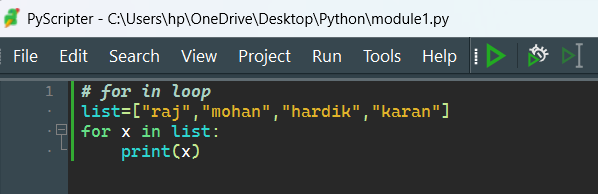 PyScripter - C:\Users\hp\OneDrive\Desktop\Python\module1.py
File Edit Search View Project Run Tools Help
1 # for in loop
list=["raj","mohan","hardik","karan"]
for x in list:
    print(x)